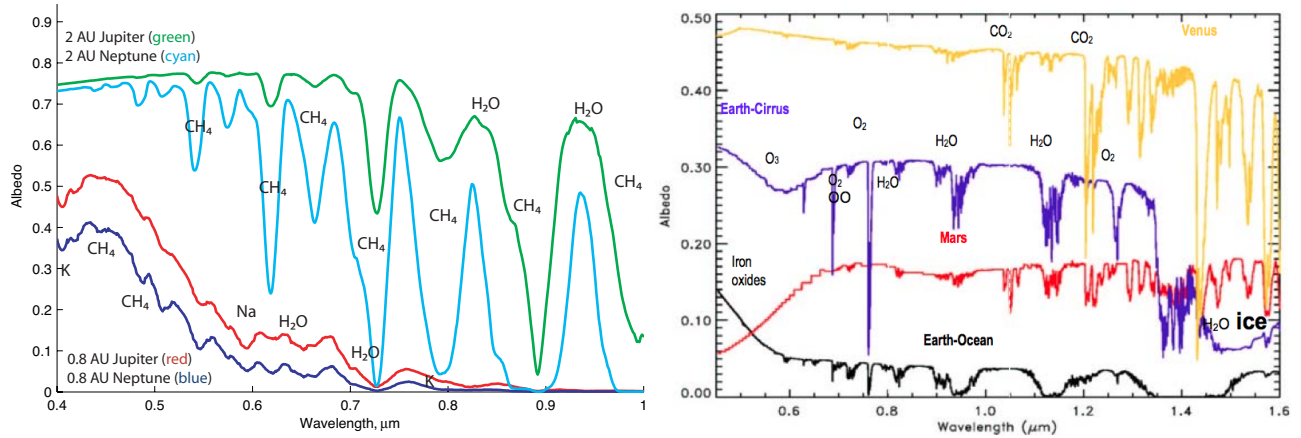 2 AU Jupiter (green)
2 AU Neptune (cyan)
CH₄
CH₄
CH₄
CH₄
CH₄
H₂O
CH₄
H₂O
CH₄
K
CH₄
CH₄
Na
H₂O
H₂O
K
0.8 AU Jupiter (red)
0.8 AU Neptune (blue)
Albedo
0.9
0.8
0.7
0.6
0.5
0.4
0.3
0.2
0.1
0
0.4
0.5
0.6
0.7
0.8
0.9
1
Wavelength, μm
Albedo
0.50
0.40
0.30
0.20
0.10
0.00
CO₂
CO₂
Venus
Earth-Cirrus
O₃
O₂
O₂
OO
H₂O
H₂O
H₂O
O₂
Mars
Iron
oxides
Earth-Ocean
H₂O ice
0.6
0.8
1.0
1.2
1.4
1.6
Wavelength (μm)